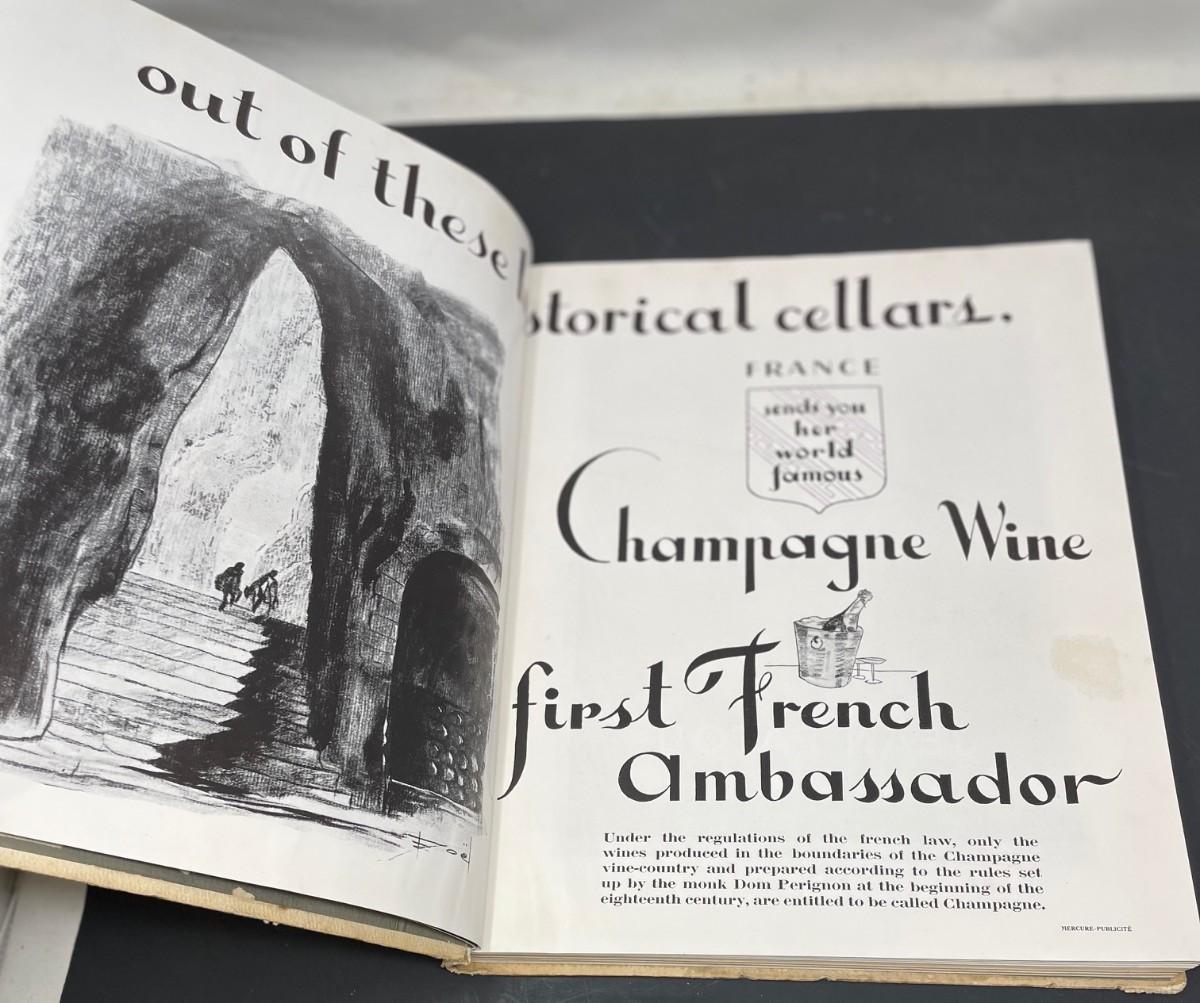 out of these
storical cellars.
FRANCE
sends you
her
world
famous
Champagne Wine
first French
Ambassador
Under the regulations of the french law, only the
wines produced in the boundaries of the Champagne
vine-country and prepared according to the rules set
up by the monk Dom Perignon at the beginning of the
eighteenth century, are entitled to be called Champagne.
MERCURE-PUBLICITÉ